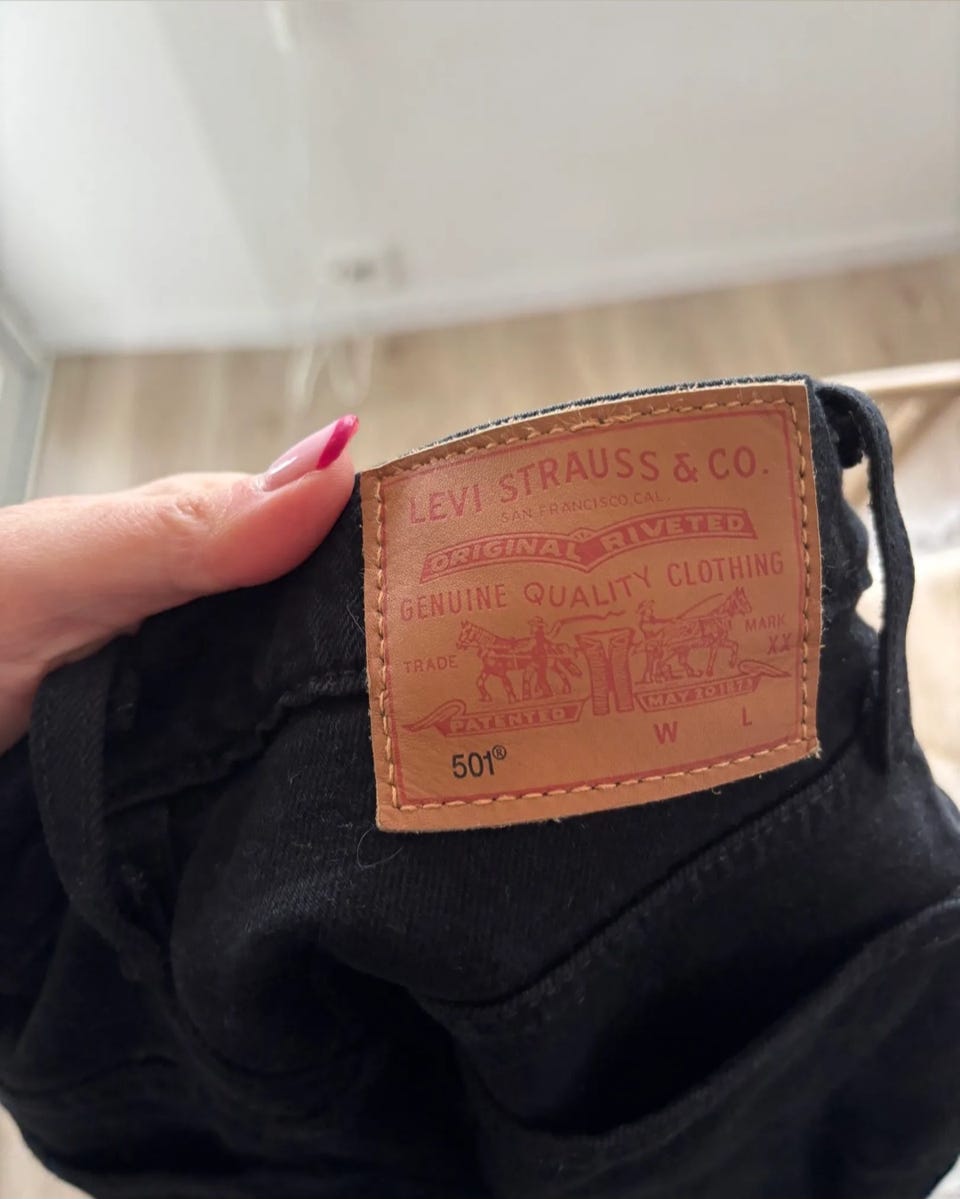 LEVI STRAUSS & CO.
SAN FRANCISCO, CAL.
ORIGINAL RIVETED
GENUINE QUALITY CLOTHING
TRADE MARK
XX
PATENTED MAY 20 1873
W L
501®